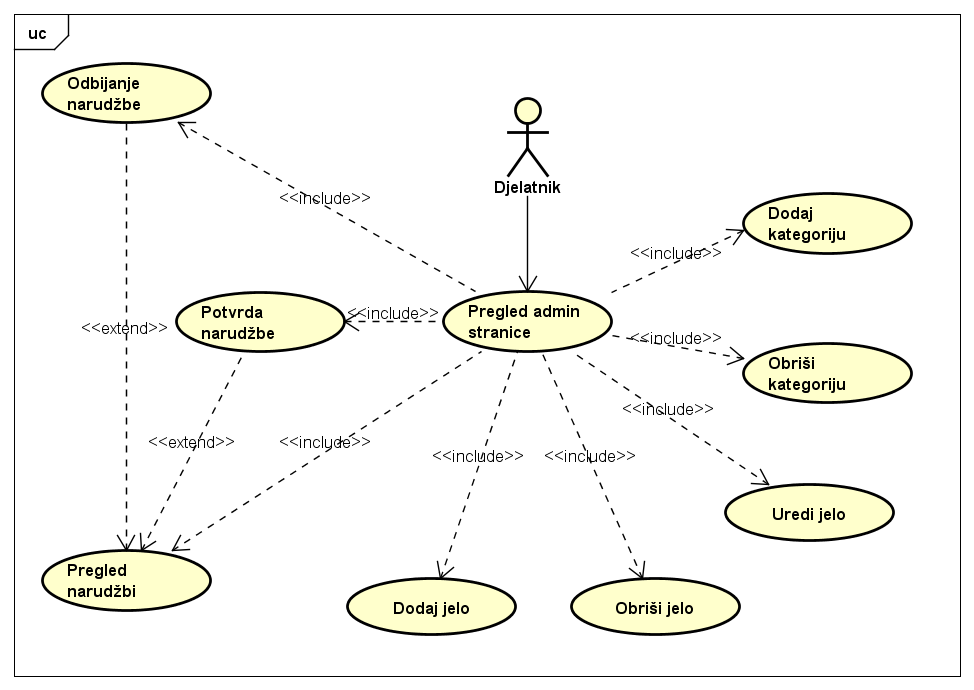 uc
Odbijanje
narudžbe
Djelatnik
<<include>>
Dodaj
kategoriju
<<include>>
Potvrda
narudžbe
<<include>>
Pregled admin
stranice
<<extend>>
<<include>>
Obriši
kategoriju
<<include>>
<<extend>>
<<include>>
<<include>>
<<include>>
Uredi jelo
Pregled
narudžbi
Dodaj jelo
Obriši jelo